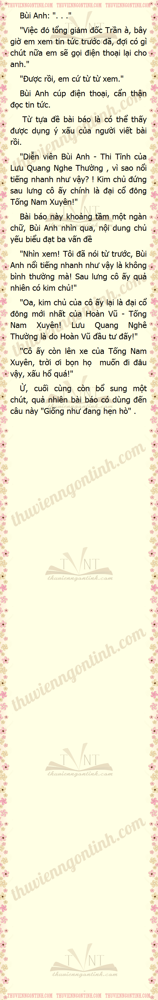 THUVIENNGONTINH.COM THUVIENNGONTINH.COM THUVIENNGONTINH.COM
Bùi Anh: ". . ."
"Việc đó tổng giám đốc Trần à, bây
giờ em xem tin tức trước đã, đợi có gì
chút nữa em sẽ gọi điện thoại lại cho
anh."
"Được rồi, em cứ từ từ xem."
Bùi Anh cúp điện thoại, cẩn thận
đọc tin tức.
Từ tựa đề bài báo là có thể thấy
được dụng ý xấu của người viết bài
rồi.
"Diễn viên Bùi Anh - Thi Tĩnh của
Lưu Quang Nghe Thường , vì sao nổi
tiếng nhanh như vậy? ! Kim chủ đứng
sau lưng cô ấy chính là đại cổ đông
Tống Nam Xuyên!"
Bài báo này khoảng tầm một ngàn
chữ, Bùi Anh nhìn qua, nội dung chủ
yếu biểu đạt ba vấn đề
"Nhìn xem! Tôi đã nói từ trước, Bùi
Anh nổi tiếng nhanh như vậy là không
bình thường mà! Sau lưng cô ấy quả
nhiên có kim chủ!"
"Oa, kim chủ của cô ấy lại là đại cổ
đông mới nhất của Hoàn Vũ - Tống
Nam Xuyên! Lưu Quang Nghê
Thường là do Hoàn Vũ đầu tư đấy!"
"Cô ấy còn lên xe của Tống Nam
Xuyên, trời ơi bọn họ muốn đi đâu
vậy, xấu hổ quá!"
Ừ, cuối cùng còn bổ sung một
chút, quả nhiên bài báo có dùng đến
câu này "Giống như đang hẹn hò" .
thuvienngontinh.com
TVNT
thuvienngontinh.com
thuvienngontinh.com
TVNT
thuvienngontinh.com
thuvienngontinh.com
TVNT
thuvienngontinh.com
THUVIENNGONTINH.COM THUVIENNGONTINH.COM THUVIENNGONTINH.COM